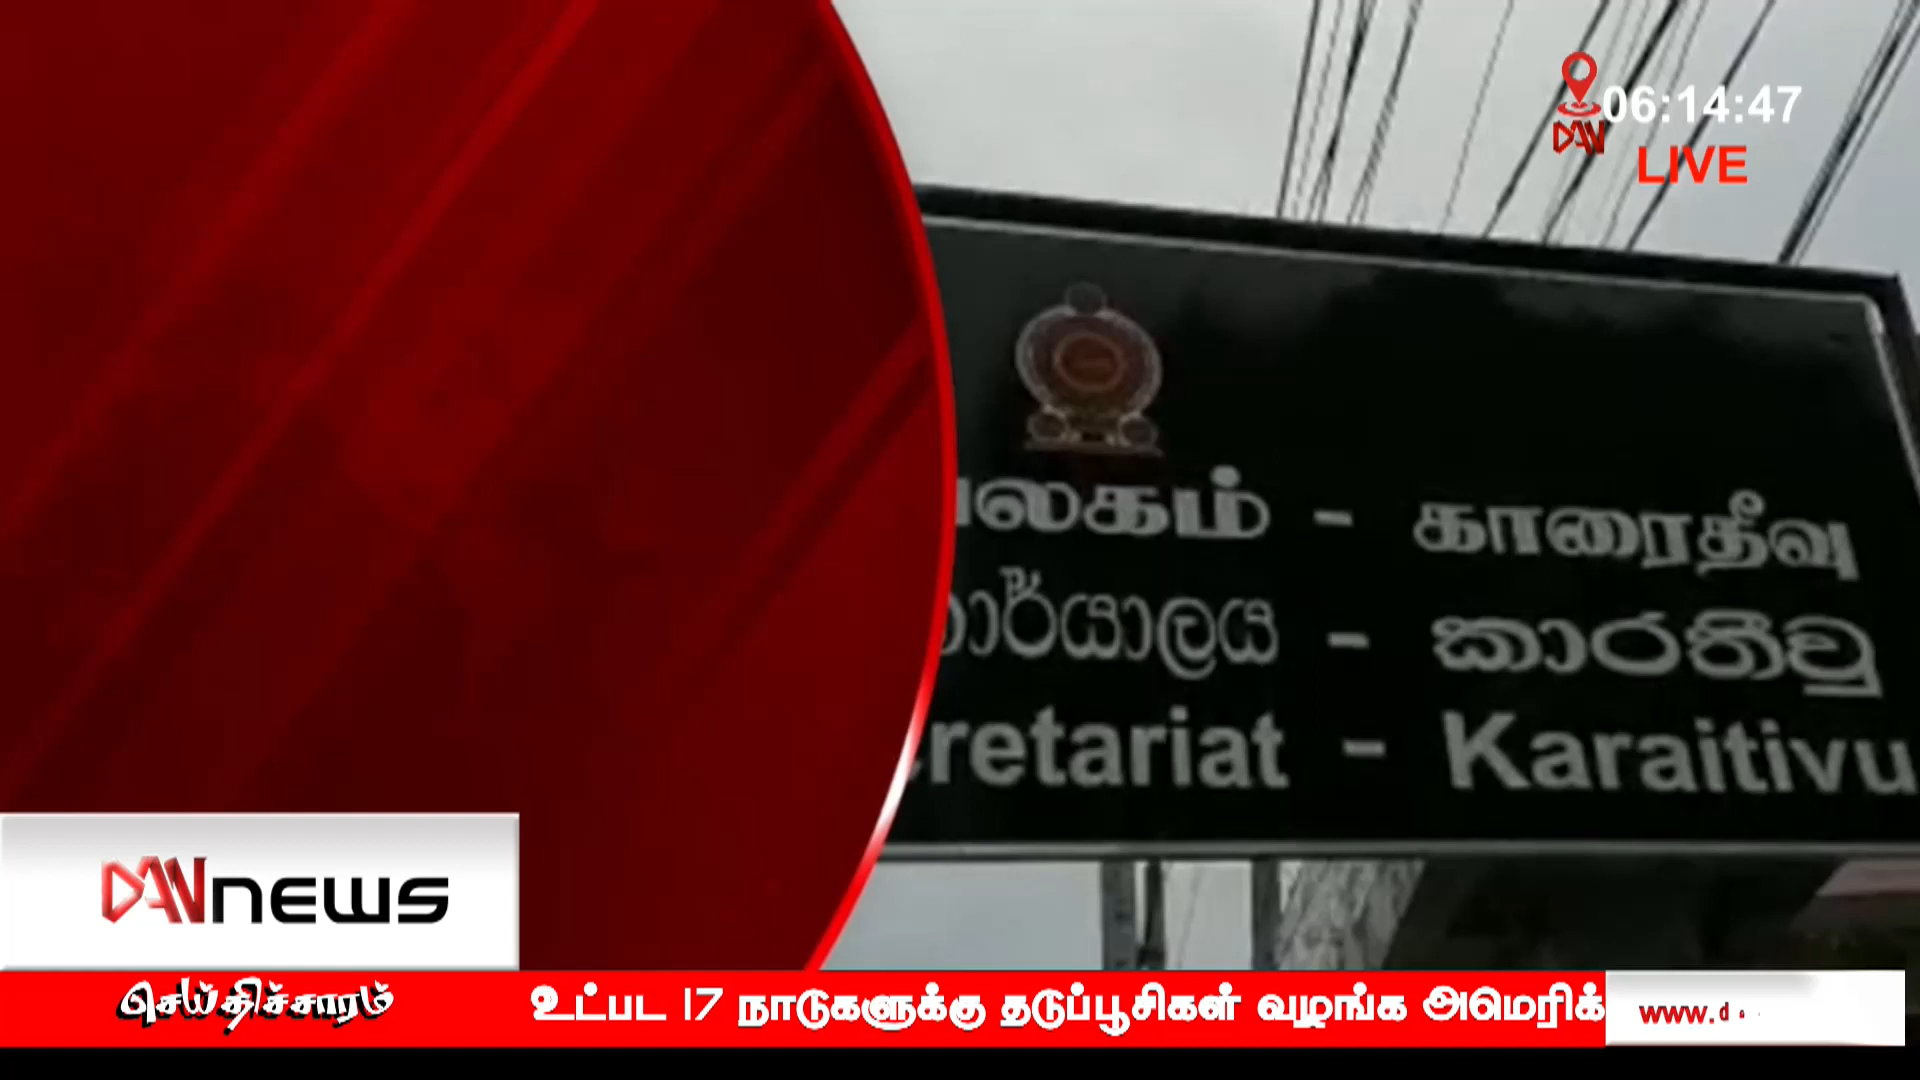 06:14:47
DAN
LIVE
லகம் - காரைதீவு
කාර්යාලය - කාරතීවු
cretariat - Karaitivu
DAN news
செய்திச்சாரம்
உட்பட 17 நாடுகளுக்கு தடுப்பூசிகள் வழங்க அமெரிக்
www.d